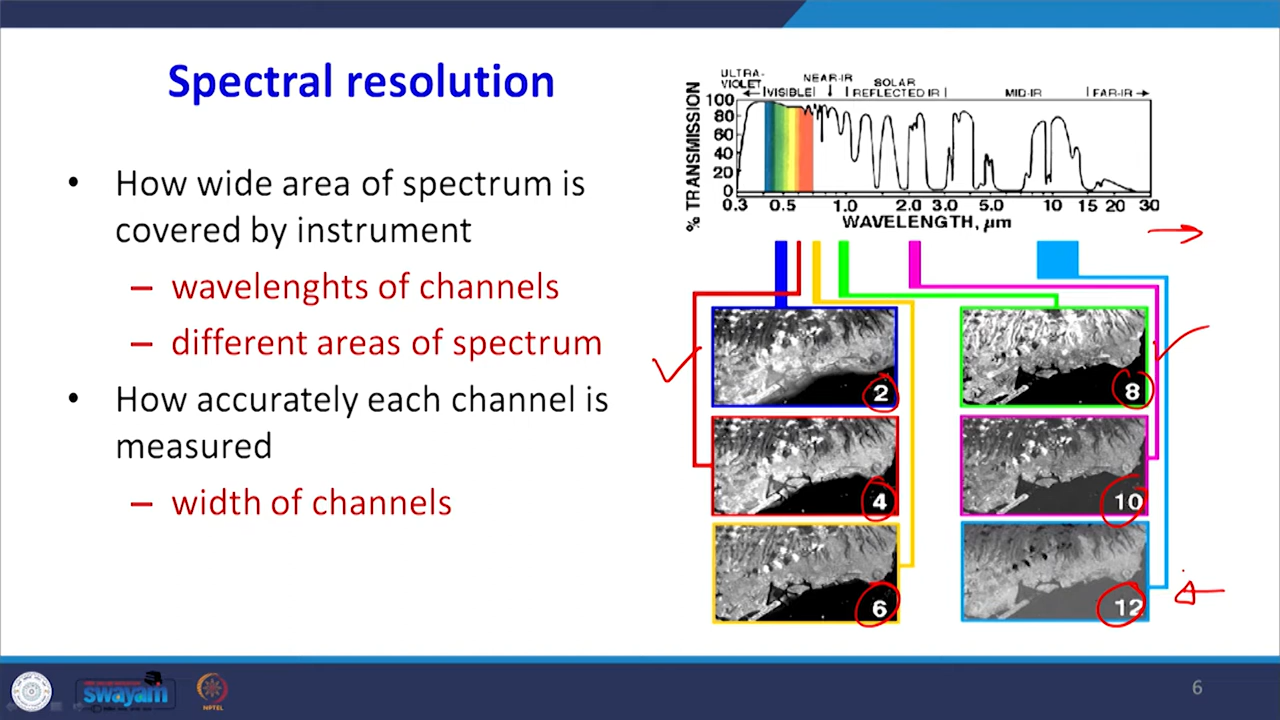 Spectral resolution
• How wide area of spectrum is
covered by instrument
– wavelenghts of channels
– different areas of spectrum
• How accurately each channel is
measured
– width of channels
ULTRA-
VIOLET
VISIBLE
NEAR-IR
SOLAR
REFLECTED IR
MID-IR
FAR-IR
% TRANSMISSION
100
80
60
40
20
0
0.3 0.5 1.0 2.0 3.0 5.0 10 15 20 30
WAVELENGTH, µm
2
8
4
10
6
12
swayam
NPTEL
6